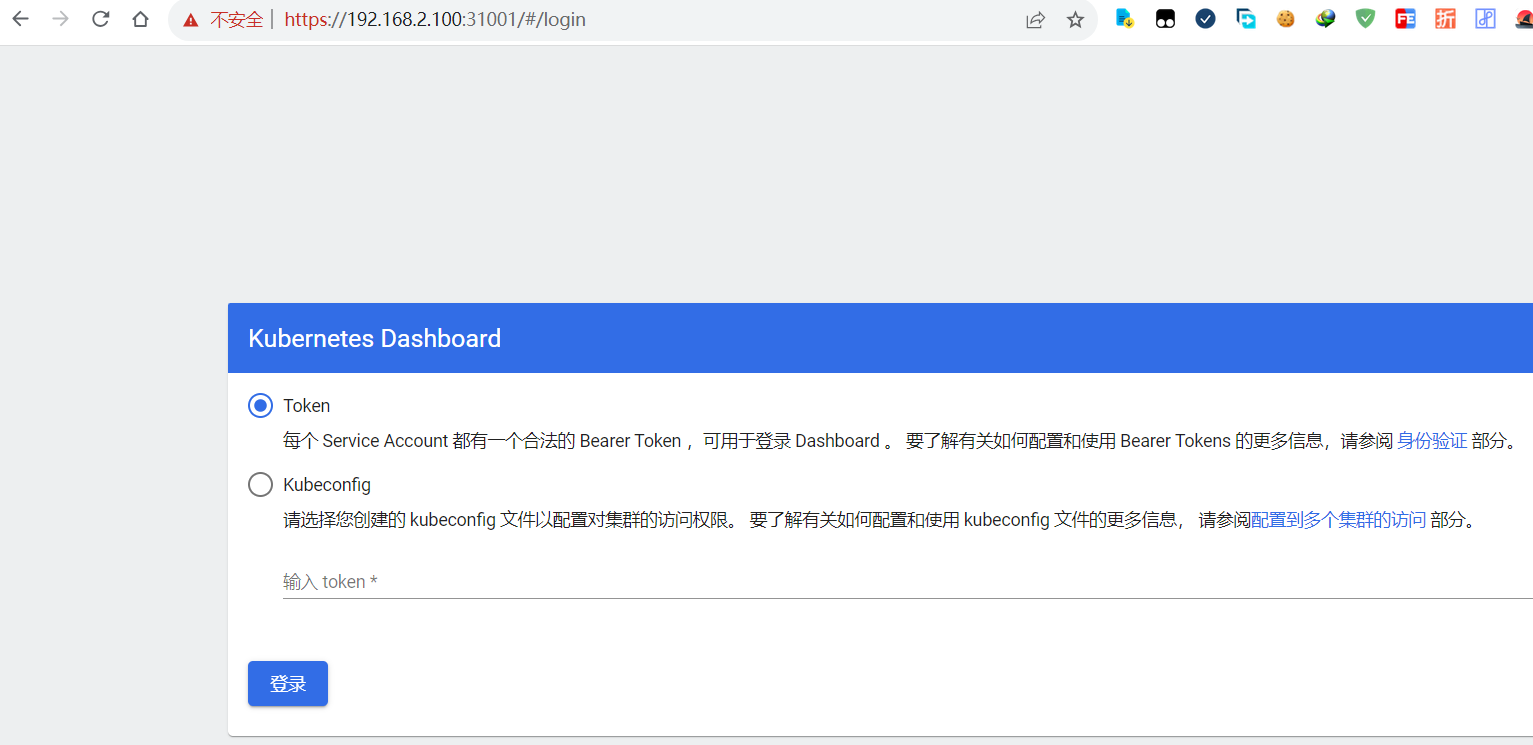 不安全 | https://192.168.2.100:31001/#/login
FE 折
Kubernetes Dashboard
Token
每个 Service Account 都有一个合法的 Bearer Token ，可用于登录 Dashboard 。 要了解有关如何配置和使用 Bearer Tokens 的更多信息，请参阅 身份验证 部分。
Kubeconfig
请选择您创建的 kubeconfig 文件以配置对集群的访问权限。 要了解有关如何配置和使用 kubeconfig 文件的更多信息， 请参阅配置到多个集群的访问 部分。
输入 token *
登录